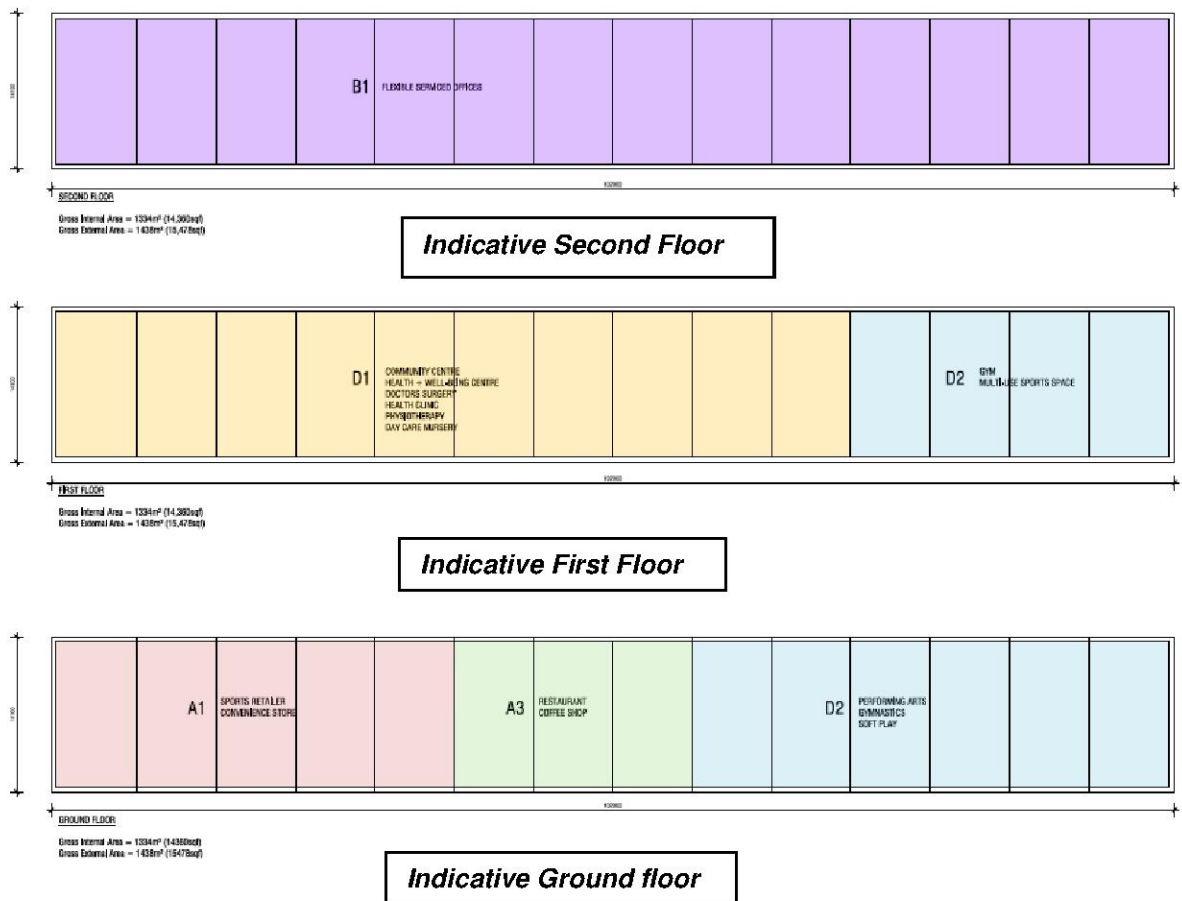 B1 FLEXIBLE SERVICED OFFICES
SECOND FLOOR
Gross Internal Area = 1334m² (14,360sqf)
Gross External Area = 1438m² (15,478sqf)
Indicative Second Floor
D1
COMMUNITY CENTRE
HEALTH + WELL-BEING CENTRE
DOCTORS SURGERY
HEALTH CLINIC
PHYSIOTHERAPY
DAY CARE NURSERY
D2
GYM
MULTI-USE SPORTS SPACE
FIRST FLOOR
Gross Internal Area = 1334m² (14,360sqf)
Gross External Area = 1438m² (15,478sqf)
Indicative First Floor
A1
SPORTS RETAILER
CONVENIENCE STORE
A3
RESTAURANT
COFFEE SHOP
D2
PERFORMING ARTS
GYMNASTICS
SOFT PLAY
GROUND FLOOR
Gross Internal Area = 1334m² (14360sqf)
Gross External Area = 1438m² (15478sqf)
Indicative Ground floor